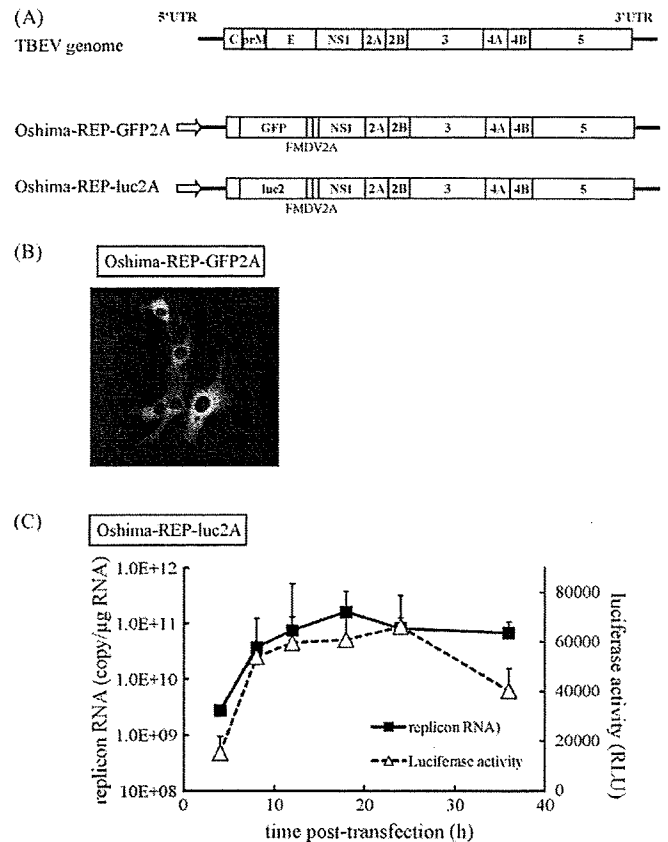 (A)
5'UTR 3'UTR
TBEV genome C prM E NS1 2A 2B 3 4A 4B 5
Oshima-REP-GFP2A GFP NS1 2A 2B 3 4A 4B 5
FMDV2A
Oshima-REP-luc2A luc2 NS1 2A 2B 3 4A 4B 5
FMDV2A
(B)
Oshima-REP-GFP2A
(C)
Oshima-REP-luc2A
replicon RNA (copy/μg RNA)
1.0E+12
1.0E+11
1.0E+10
1.0E+09
10E+08
80000
60000
40000
20000
0
luciferase activity (RLU)
replicon RNA)
Luciferase activity
0 10 20 30 40
time post-transfection (h)